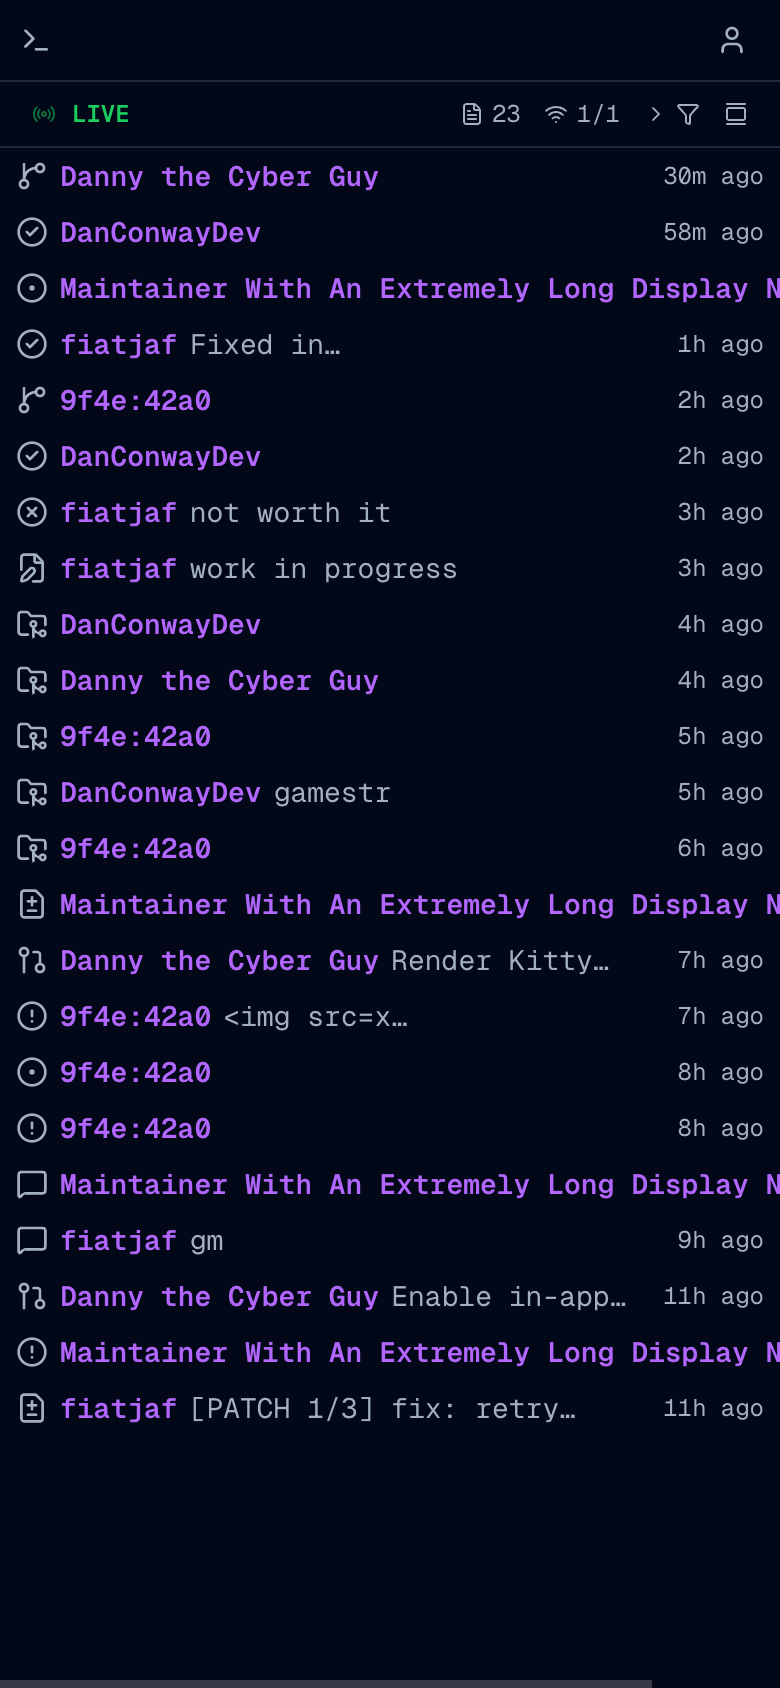 LIVE 23 1/1
Danny the Cyber Guy 30m ago
DanConwayDev 58m ago
Maintainer With An Extremely Long Display N
fiatjaf Fixed in… 1h ago
9f4e:42a0 2h ago
DanConwayDev 2h ago
fiatjaf not worth it 3h ago
fiatjaf work in progress 3h ago
DanConwayDev 4h ago
Danny the Cyber Guy 4h ago
9f4e:42a0 5h ago
DanConwayDev gamestr 5h ago
9f4e:42a0 6h ago
Maintainer With An Extremely Long Display N
Danny the Cyber Guy Render Kitty… 7h ago
9f4e:42a0 <img src=x… 7h ago
9f4e:42a0 8h ago
9f4e:42a0 8h ago
Maintainer With An Extremely Long Display N
fiatjaf gm 9h ago
Danny the Cyber Guy Enable in-app… 11h ago
Maintainer With An Extremely Long Display N
fiatjaf [PATCH 1/3] fix: retry… 11h ago